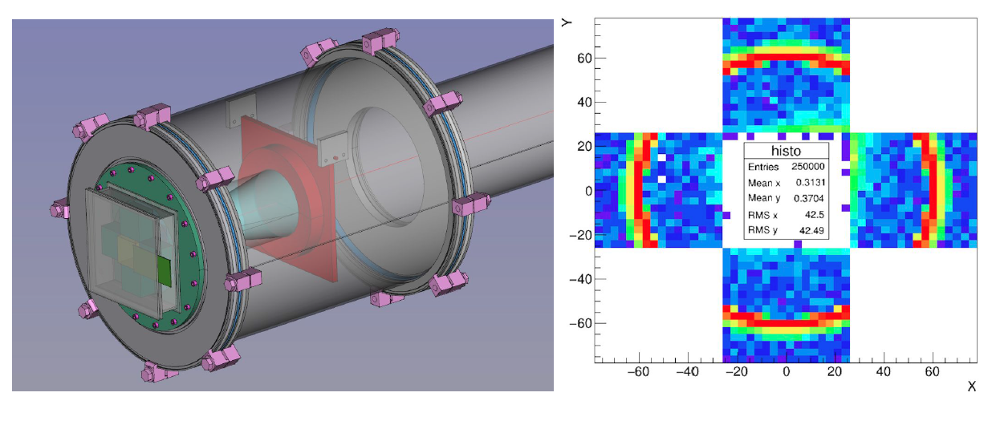 Y
60
40
20
0
−20
−40
−60
histo
Entries 250000
Mean x 0.3131
Mean y 0.3704
RMS x 42.5
RMS y 42.49
−60 −40 −20 0 20 40 60
X